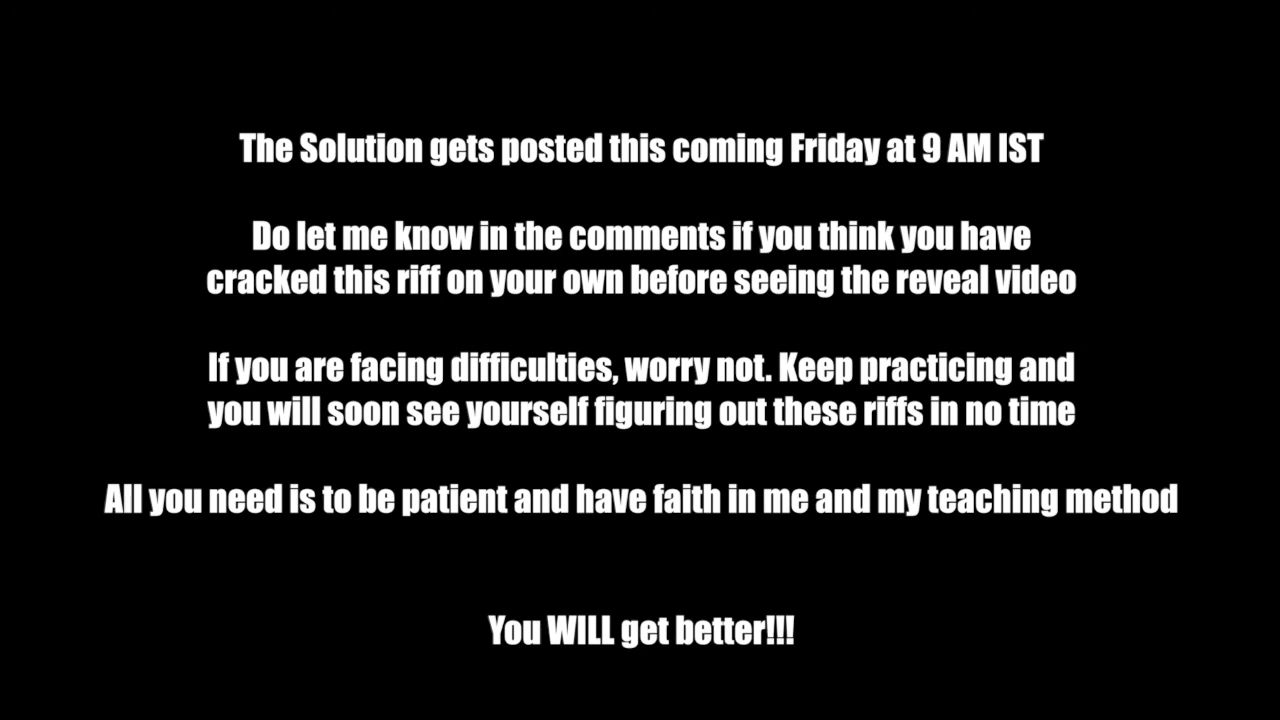 The Solution gets posted this coming Friday at 9 AM IST
Do let me know in the comments if you think you have
cracked this riff on your own before seeing the reveal video
If you are facing difficulties, worry not. Keep practicing and
you will soon see yourself figuring out these riffs in no time
All you need is to be patient and have faith in me and my teaching method
You WILL get better!!!